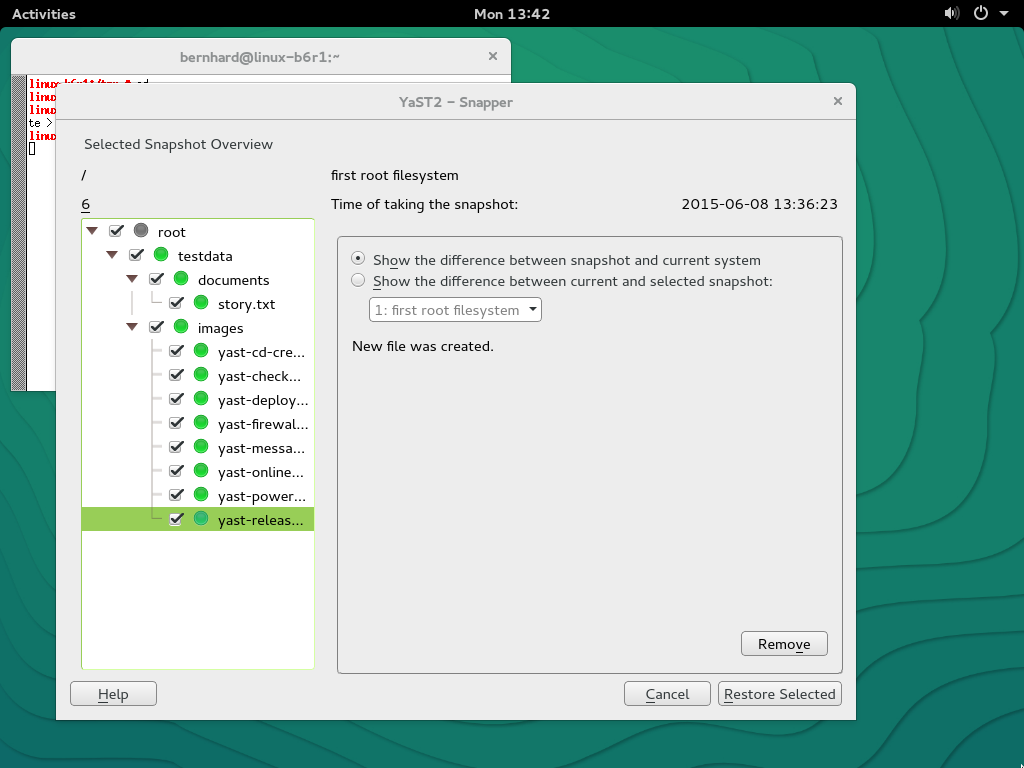 Activities
Mon 13:42
bernhard@linux-b6r1:~
te >
YaST2 - Snapper
Selected Snapshot Overview
/
first root filesystem
6
Time of taking the snapshot:
2015-06-08 13:36:23
root
testdata
documents
story.txt
images
yast-cd-cre...
yast-check...
yast-deploy...
yast-firewal...
yast-messa...
yast-online...
yast-power...
yast-releas...
Show the difference between snapshot and current system
Show the difference between current and selected snapshot:
1: first root filesystem
New file was created.
Remove
Help
Cancel
Restore Selected